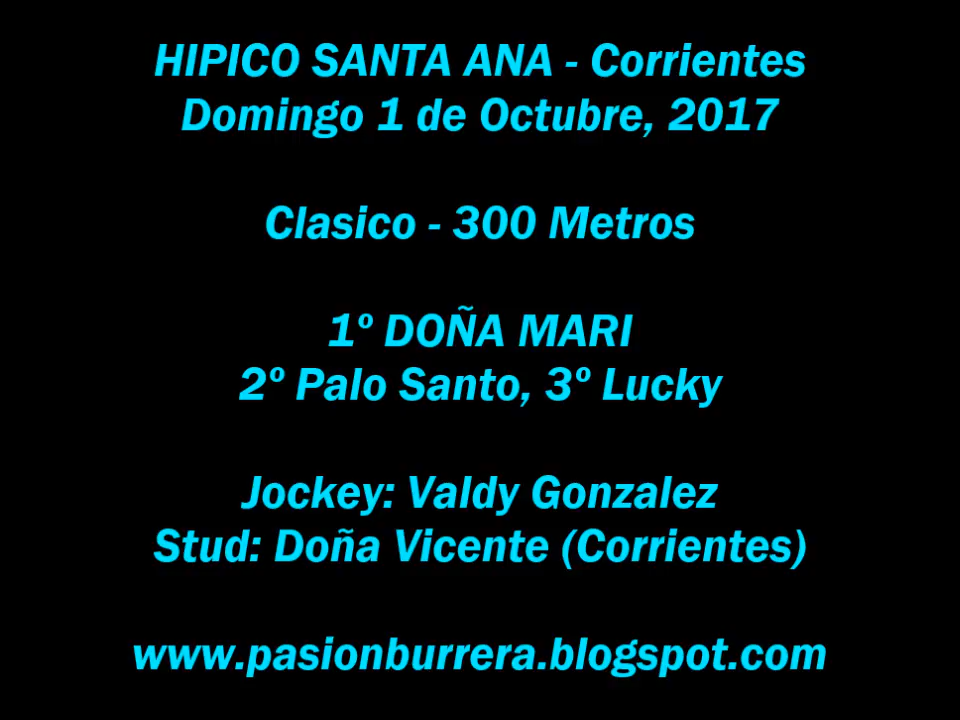 HIPICO SANTA ANA - Corrientes
Domingo 1 de Octubre, 2017
Clasico - 300 Metros
1º DOÑA MARI
2º Palo Santo, 3º Lucky
Jockey: Valdy Gonzalez
Stud: Doña Vicente (Corrientes)
www.pasionburrera.blogspot.com